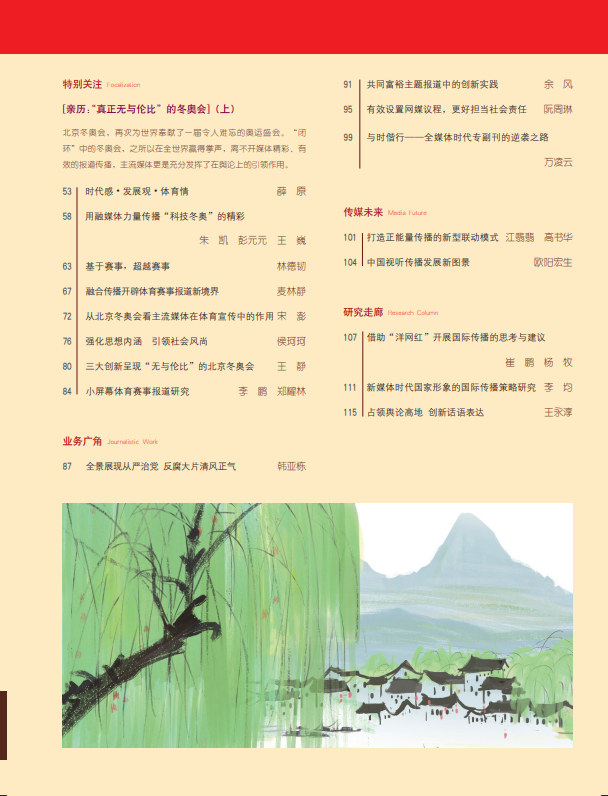 特别关注 Focalization
[亲历:“真正无与伦比”的冬奥会]（上）
北京冬奥会，再次为世界奉献了一届令人难忘的奥运盛会。“闭
环”中的冬奥会，之所以在全世界赢得掌声，离不开媒体精彩、有
效的报道传播，主流媒体更是充分发挥了在舆论上的引领作用。
53 时代感·发展观·体育情 薛　原
58 用融媒体力量传播“科技冬奥”的精彩
朱　凯　彭元元　王　巍
63 基于赛事，超越赛事 林德韧
67 融合传播开辟体育赛事报道新境界 麦林静
72 从北京冬奥会看主流媒体在体育宣传中的作用 宋　澎
76 强化思想内涵　引领社会风尚 侯珂珂
80 三大创新呈现“无与伦比”的北京冬奥会 王　静
84 小屏幕体育赛事报道研究 李　鹏　郑耀林
业务广角 Journalistic Work
87 全景展现从严治党 反腐大片清风正气 韩亚栋
91 共同富裕主题报道中的创新实践 余　风
95 有效设置网媒议程，更好担当社会责任 阮周琳
99 与时偕行——全媒体时代专副刊的逆袭之路
万凌云
传媒未来 Media Future
101 打造正能量传播的新型联动模式 江翡翡　高书华
104 中国视听传播发展新图景 欧阳宏生
研究走廊 Research Column
107 借助“洋网红”开展国际传播的思考与建议
崔　鹏　杨　牧
111 新媒体时代国家形象的国际传播策略研究 李　均
115 占领舆论高地 创新话语表达 王永淳